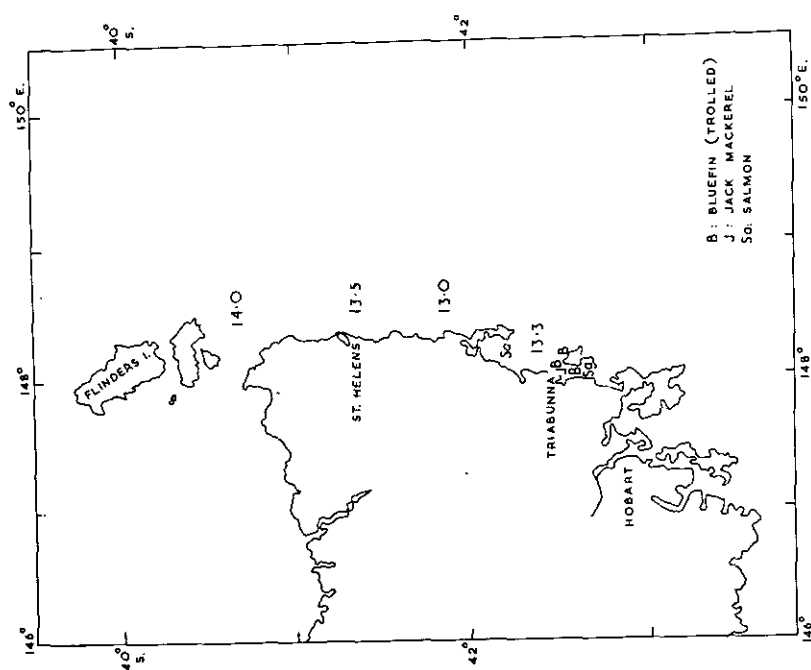 146°
148°
150° E.
40° S.
42°
FLINDERS I.
14·0
ST. HELENS
13·5
13·0
Sa
13·3
TRIABUNNA
J B B
B
Sa
HOBART
B : BLUEFIN (TROLLED)
J : JACK MACKEREL
Sa: SALMON
40° S.
42°
146°
148°
150° E.